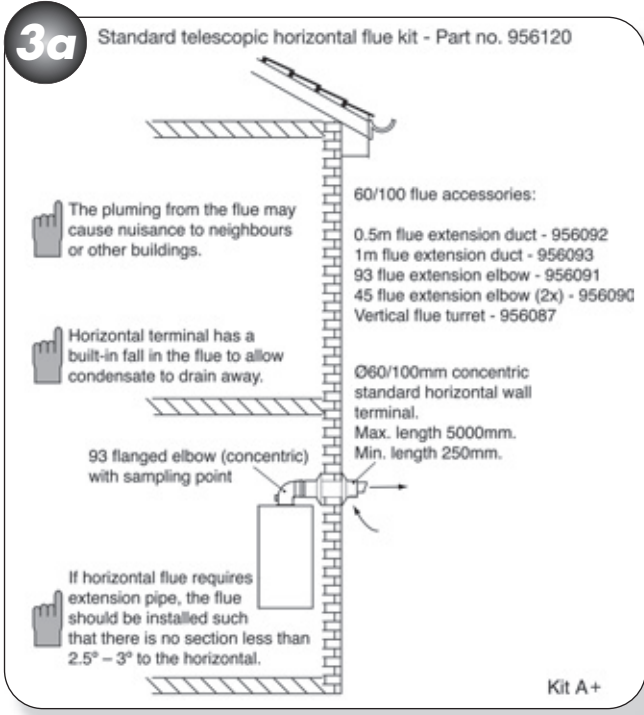 3a
Standard telescopic horizontal flue kit - Part no. 956120
The pluming from the flue may
cause nuisance to neighbours
or other buildings.
60/100 flue accessories:
0.5m flue extension duct - 956092
1m flue extension duct - 956093
93 flue extension elbow - 956091
45 flue extension elbow (2x) - 956090
Vertical flue turret - 956087
Horizontal terminal has a
built-in fall in the flue to allow
condensate to drain away.
Ø60/100mm concentric
standard horizontal wall
terminal.
Max. length 5000mm.
Min. length 250mm.
93 flanged elbow (concentric)
with sampling point
If horizontal flue requires
extension pipe, the flue
should be installed such
that there is no section less than
2.5° – 3° to the horizontal.
Kit A+